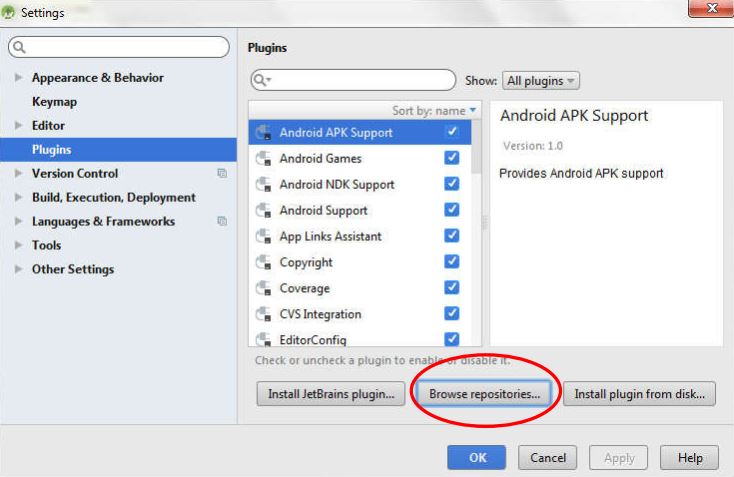 Settings
Plugins
Appearance & Behavior
Keymap
Editor
Plugins
Version Control
Build, Execution, Deployment
Languages & Frameworks
Tools
Other Settings
Show: All plugins
Sort by: name
Android APK Support
Android Games
Android NDK Support
Android Support
App Links Assistant
Copyright
Coverage
CVS Integration
EditorConfig
Android APK Support
Version: 1.0
Provides Android APK support
Check or uncheck a plugin to enable or disable it.
Install JetBrains plugin... Browse repositories... Install plugin from disk...
OK Cancel Apply Help